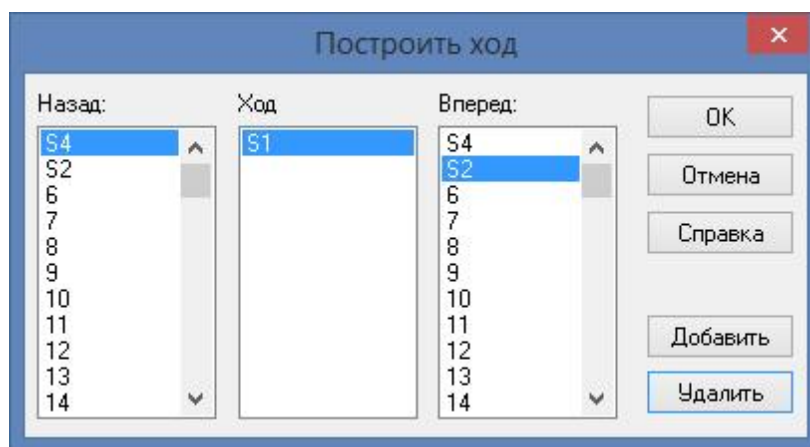 Построить ход
Назад:
S4
S2
6
7
8
9
10
11
12
13
14
Ход
S1
Вперед:
S4
S2
6
7
8
9
10
11
12
13
14
OK
Отмена
Справка
Добавить
Удалить